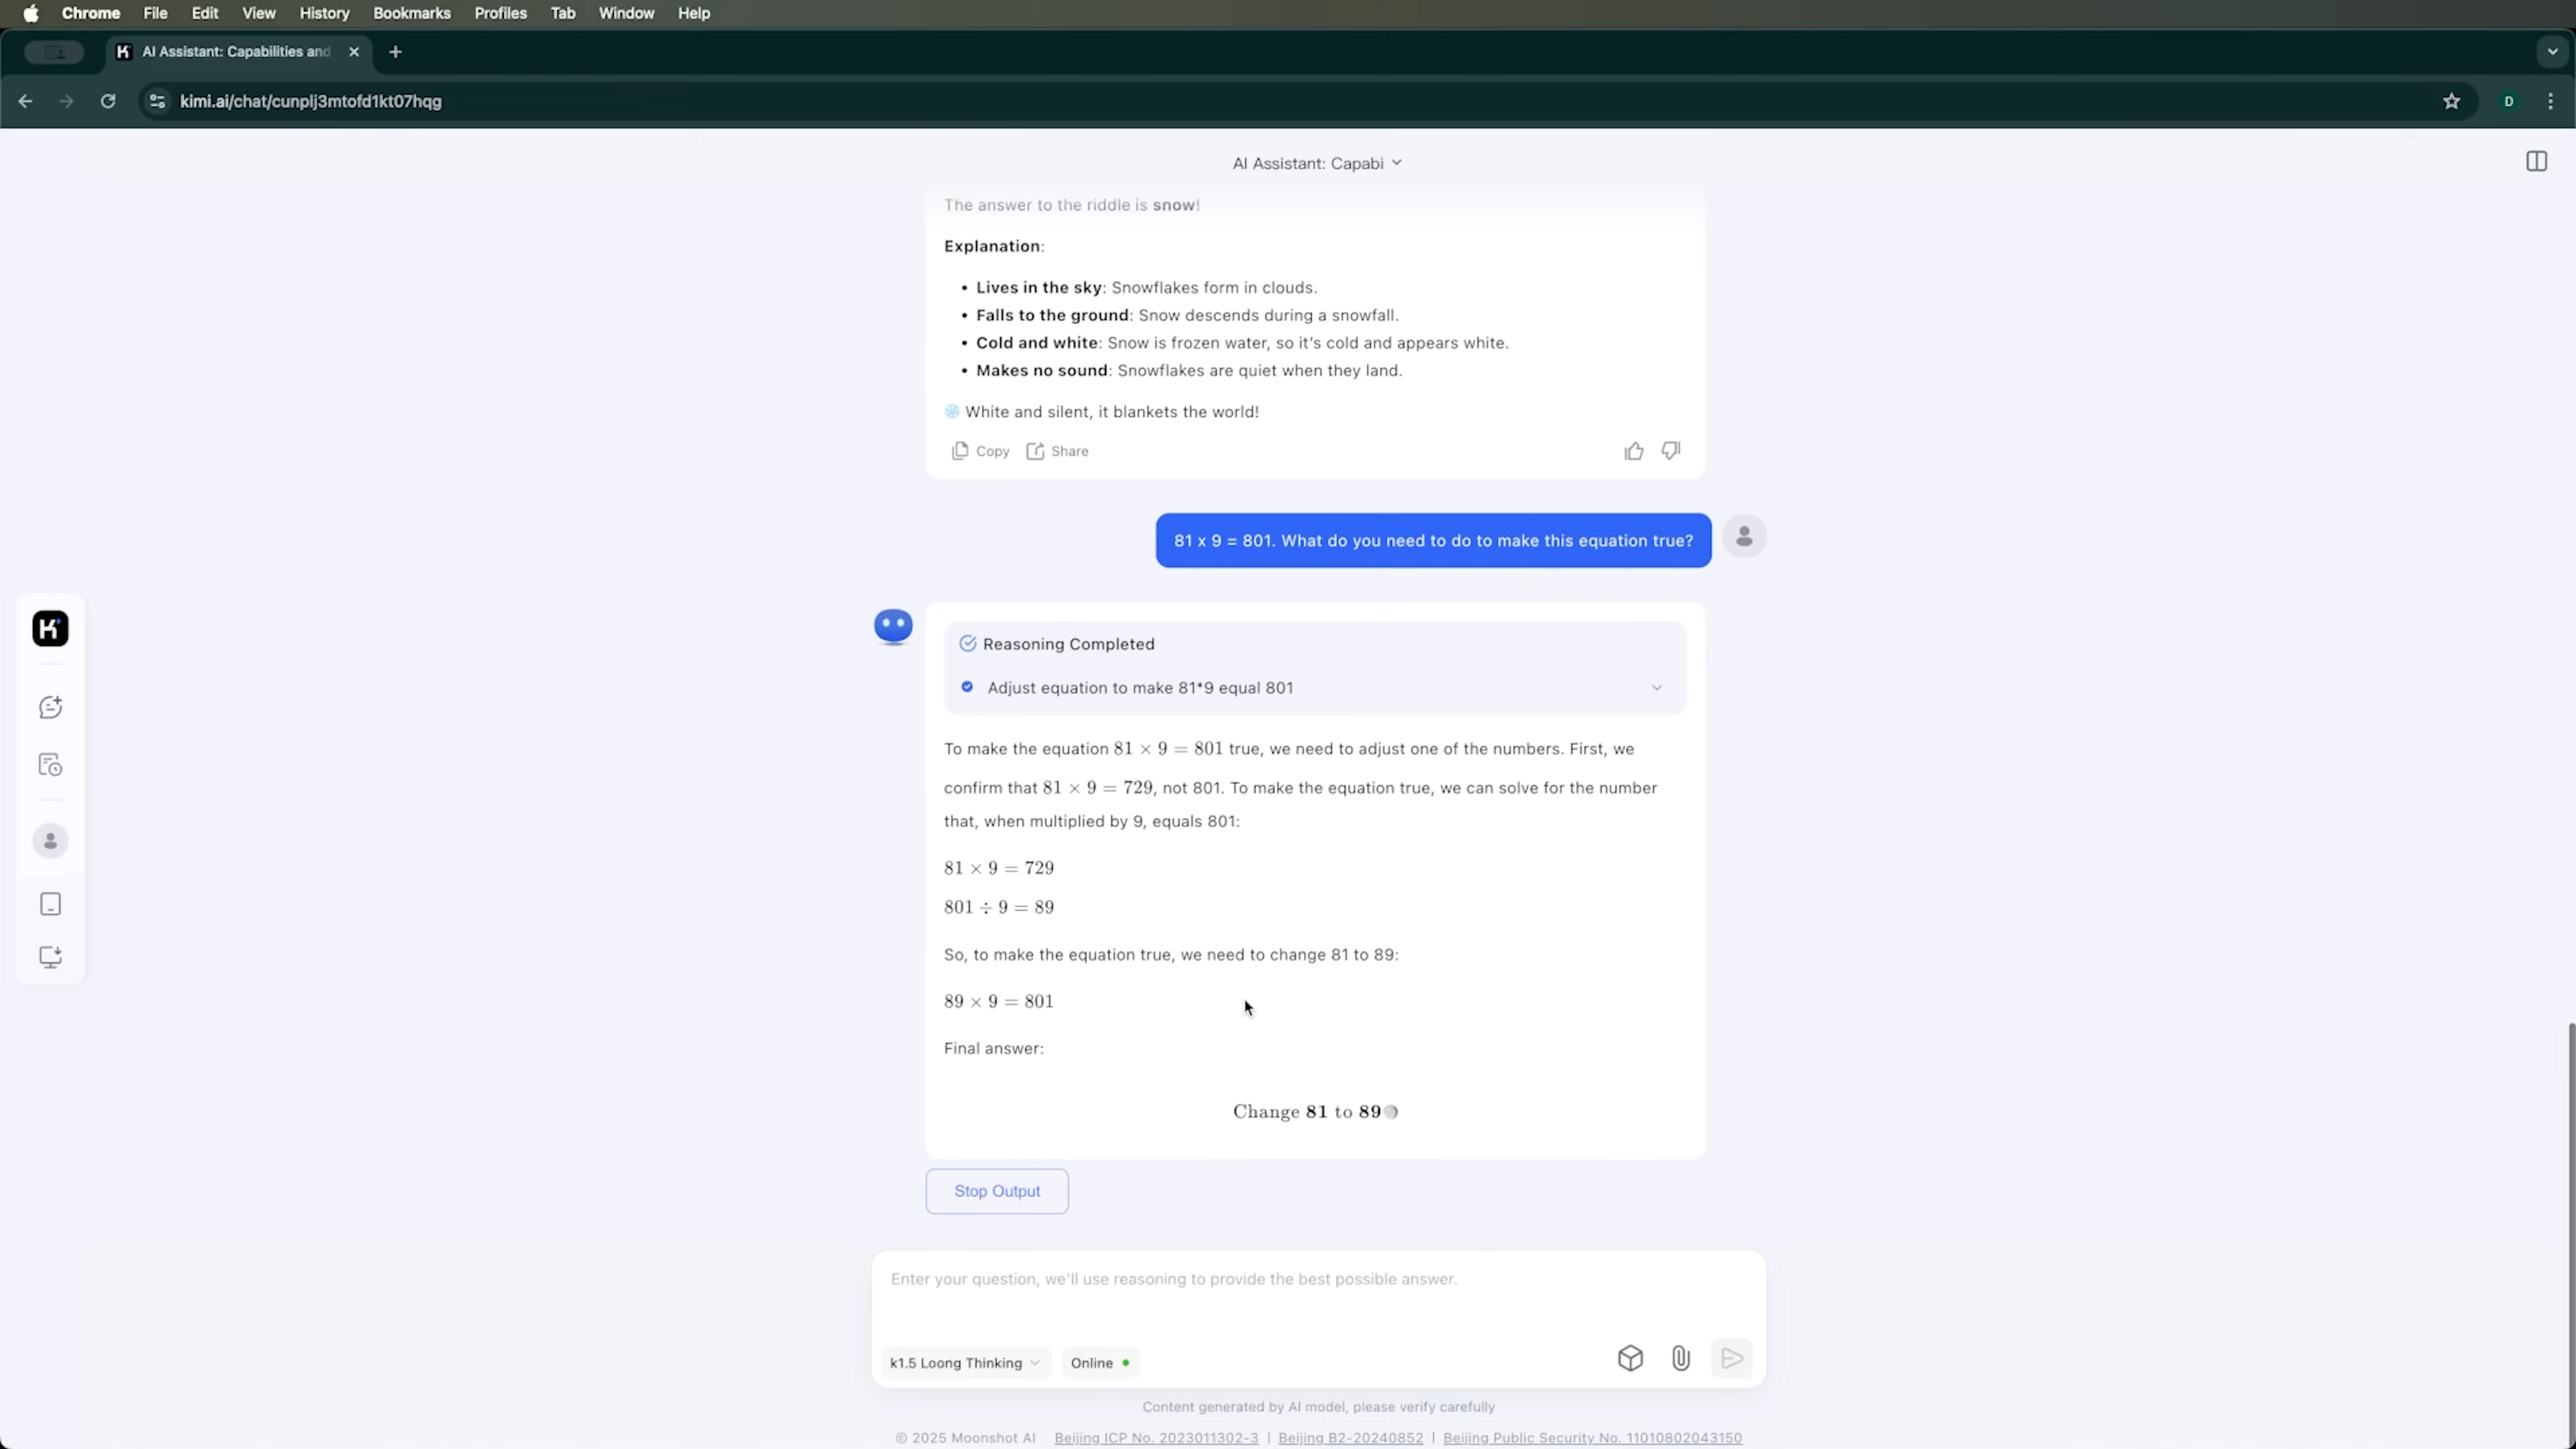 Chrome File Edit View History Bookmarks Profiles Tab Window Help
AI Assistant: Capabilities and
kimi.ai/chat/cunplj3mtofd1kt07hqg
D
AI Assistant: Capabi
The answer to the riddle is snow!
Explanation:
• Lives in the sky: Snowflakes form in clouds.
• Falls to the ground: Snow descends during a snowfall.
• Cold and white: Snow is frozen water, so it's cold and appears white.
• Makes no sound: Snowflakes are quiet when they land.
White and silent, it blankets the world!
Copy Share
81 x 9 = 801. What do you need to do to make this equation true?
K
Reasoning Completed
Adjust equation to make 81*9 equal 801
To make the equation 81 × 9 = 801 true, we need to adjust one of the numbers. First, we
confirm that 81 × 9 = 729, not 801. To make the equation true, we can solve for the number
that, when multiplied by 9, equals 801:
81 × 9 = 729
801 ÷ 9 = 89
So, to make the equation true, we need to change 81 to 89:
89 × 9 = 801
Final answer:
Change 81 to 89
Stop Output
Enter your question, we'll use reasoning to provide the best possible answer.
k1.5 Loong Thinking Online
Content generated by AI model, please verify carefully
© 2025 Moonshot AI Beijing ICP No. 2023011302-3 | Beijing B2-20240852 | Beijing Public Security No. 11010802043150